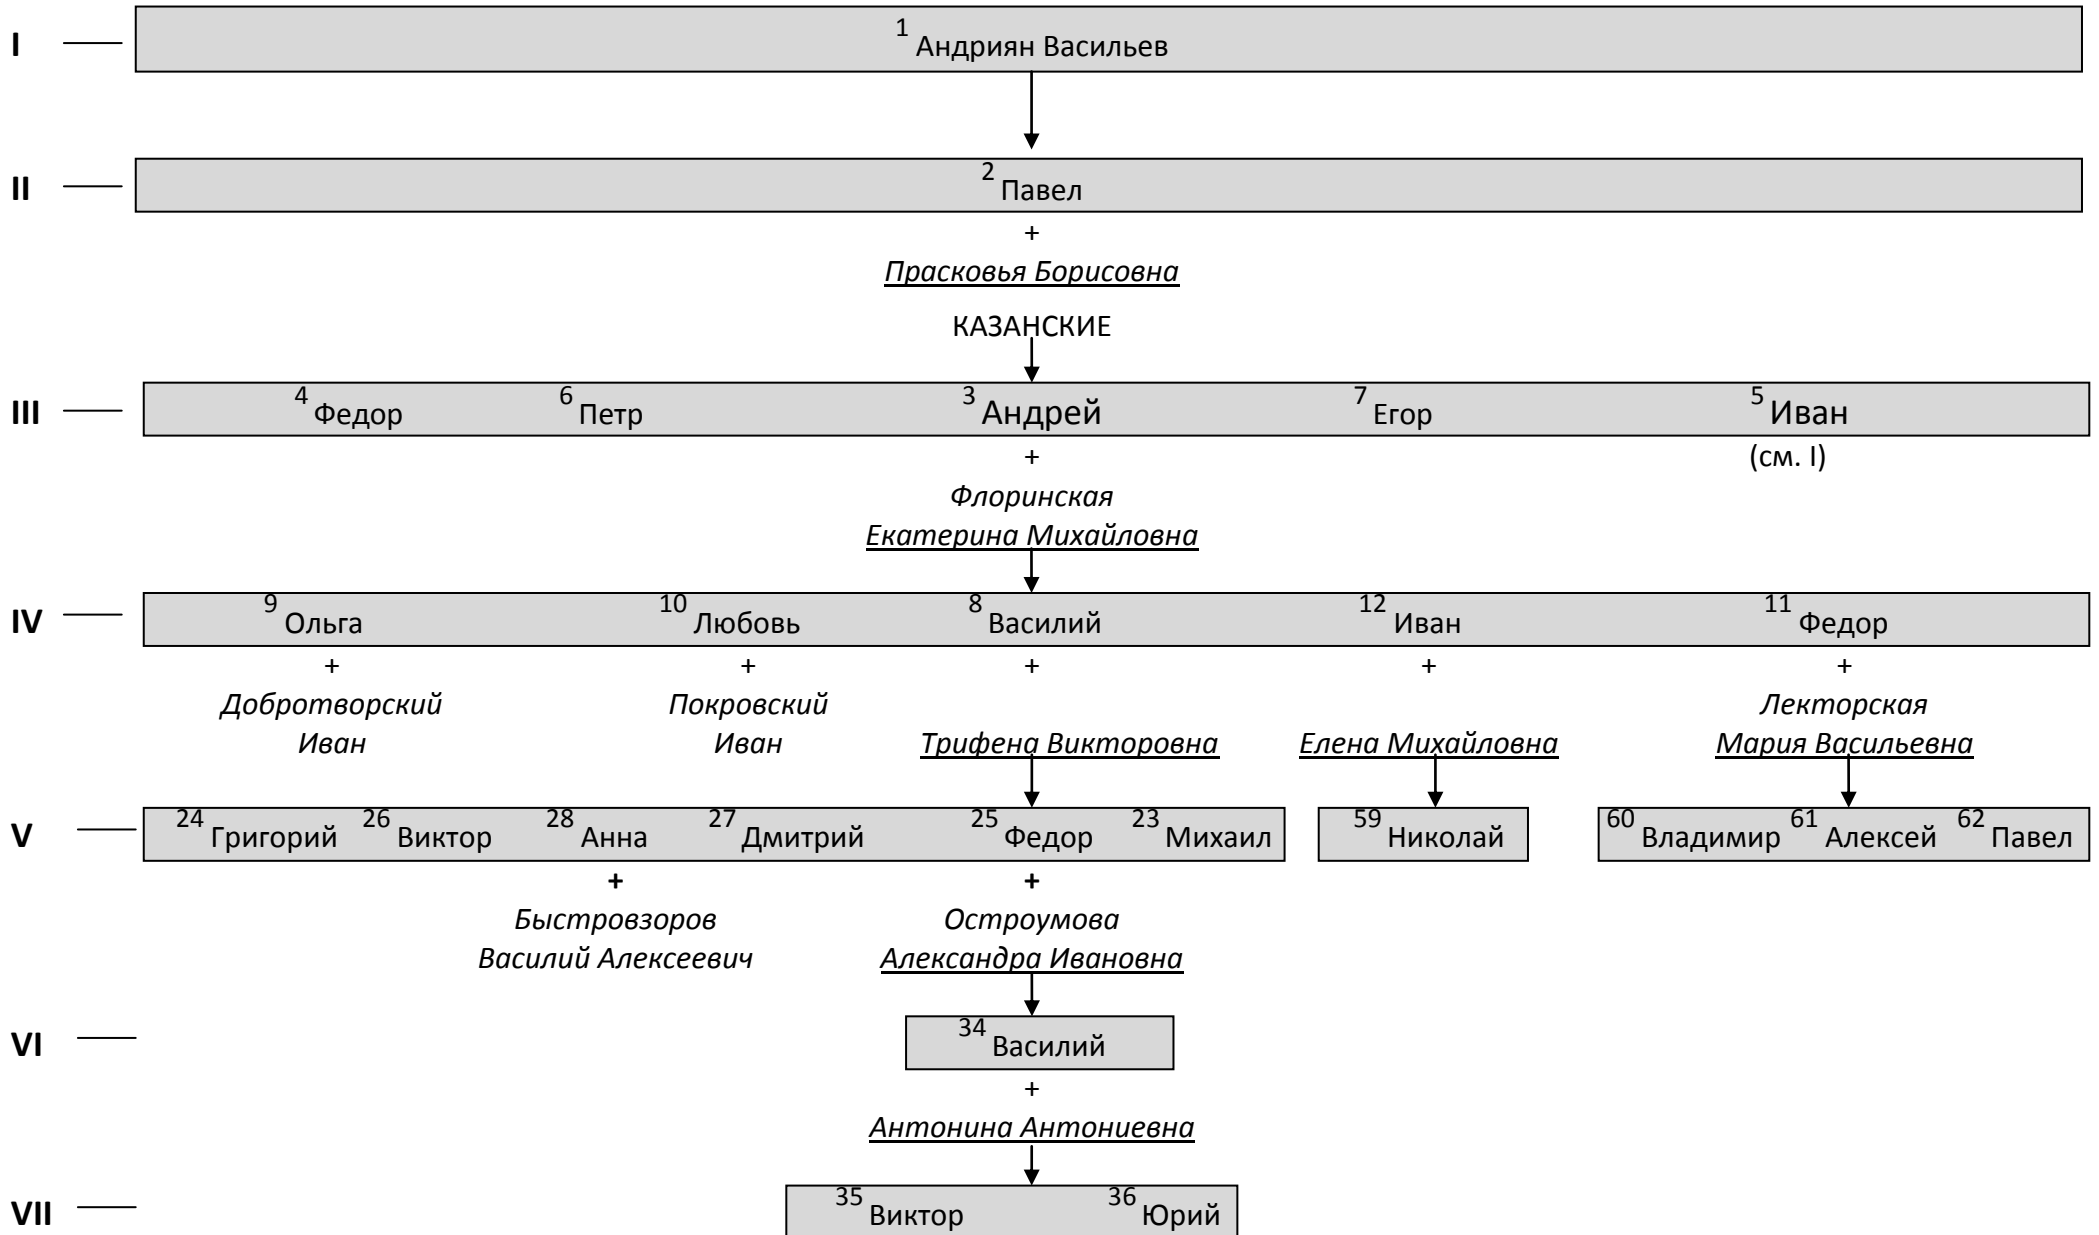 I
1 Андриян Васильев
II
2 Павел
+
Прасковья Борисовна
КАЗАНСКИЕ
III
4 Федор 6 Петр 3 Андрей 7 Егор 5 Иван
+ (см. I)
Флоринская
Екатерина Михайловна
IV
9 Ольга 10 Любовь 8 Василий 12 Иван 11 Федор
+ + + + +
Добротворский Покровский Лекторская
Иван Иван Трифена Викторовна Елена Михайловна Мария Васильевна
V
24 Григорий 26 Виктор 28 Анна 27 Дмитрий 25 Федор 23 Михаил 59 Николай 60 Владимир 61 Алексей 62 Павел
+ +
Быстровзоров Остроумова
Василий Алексеевич Александра Ивановна
VI
34 Василий
+
Антонина Антониевна
VII
35 Виктор 36 Юрий